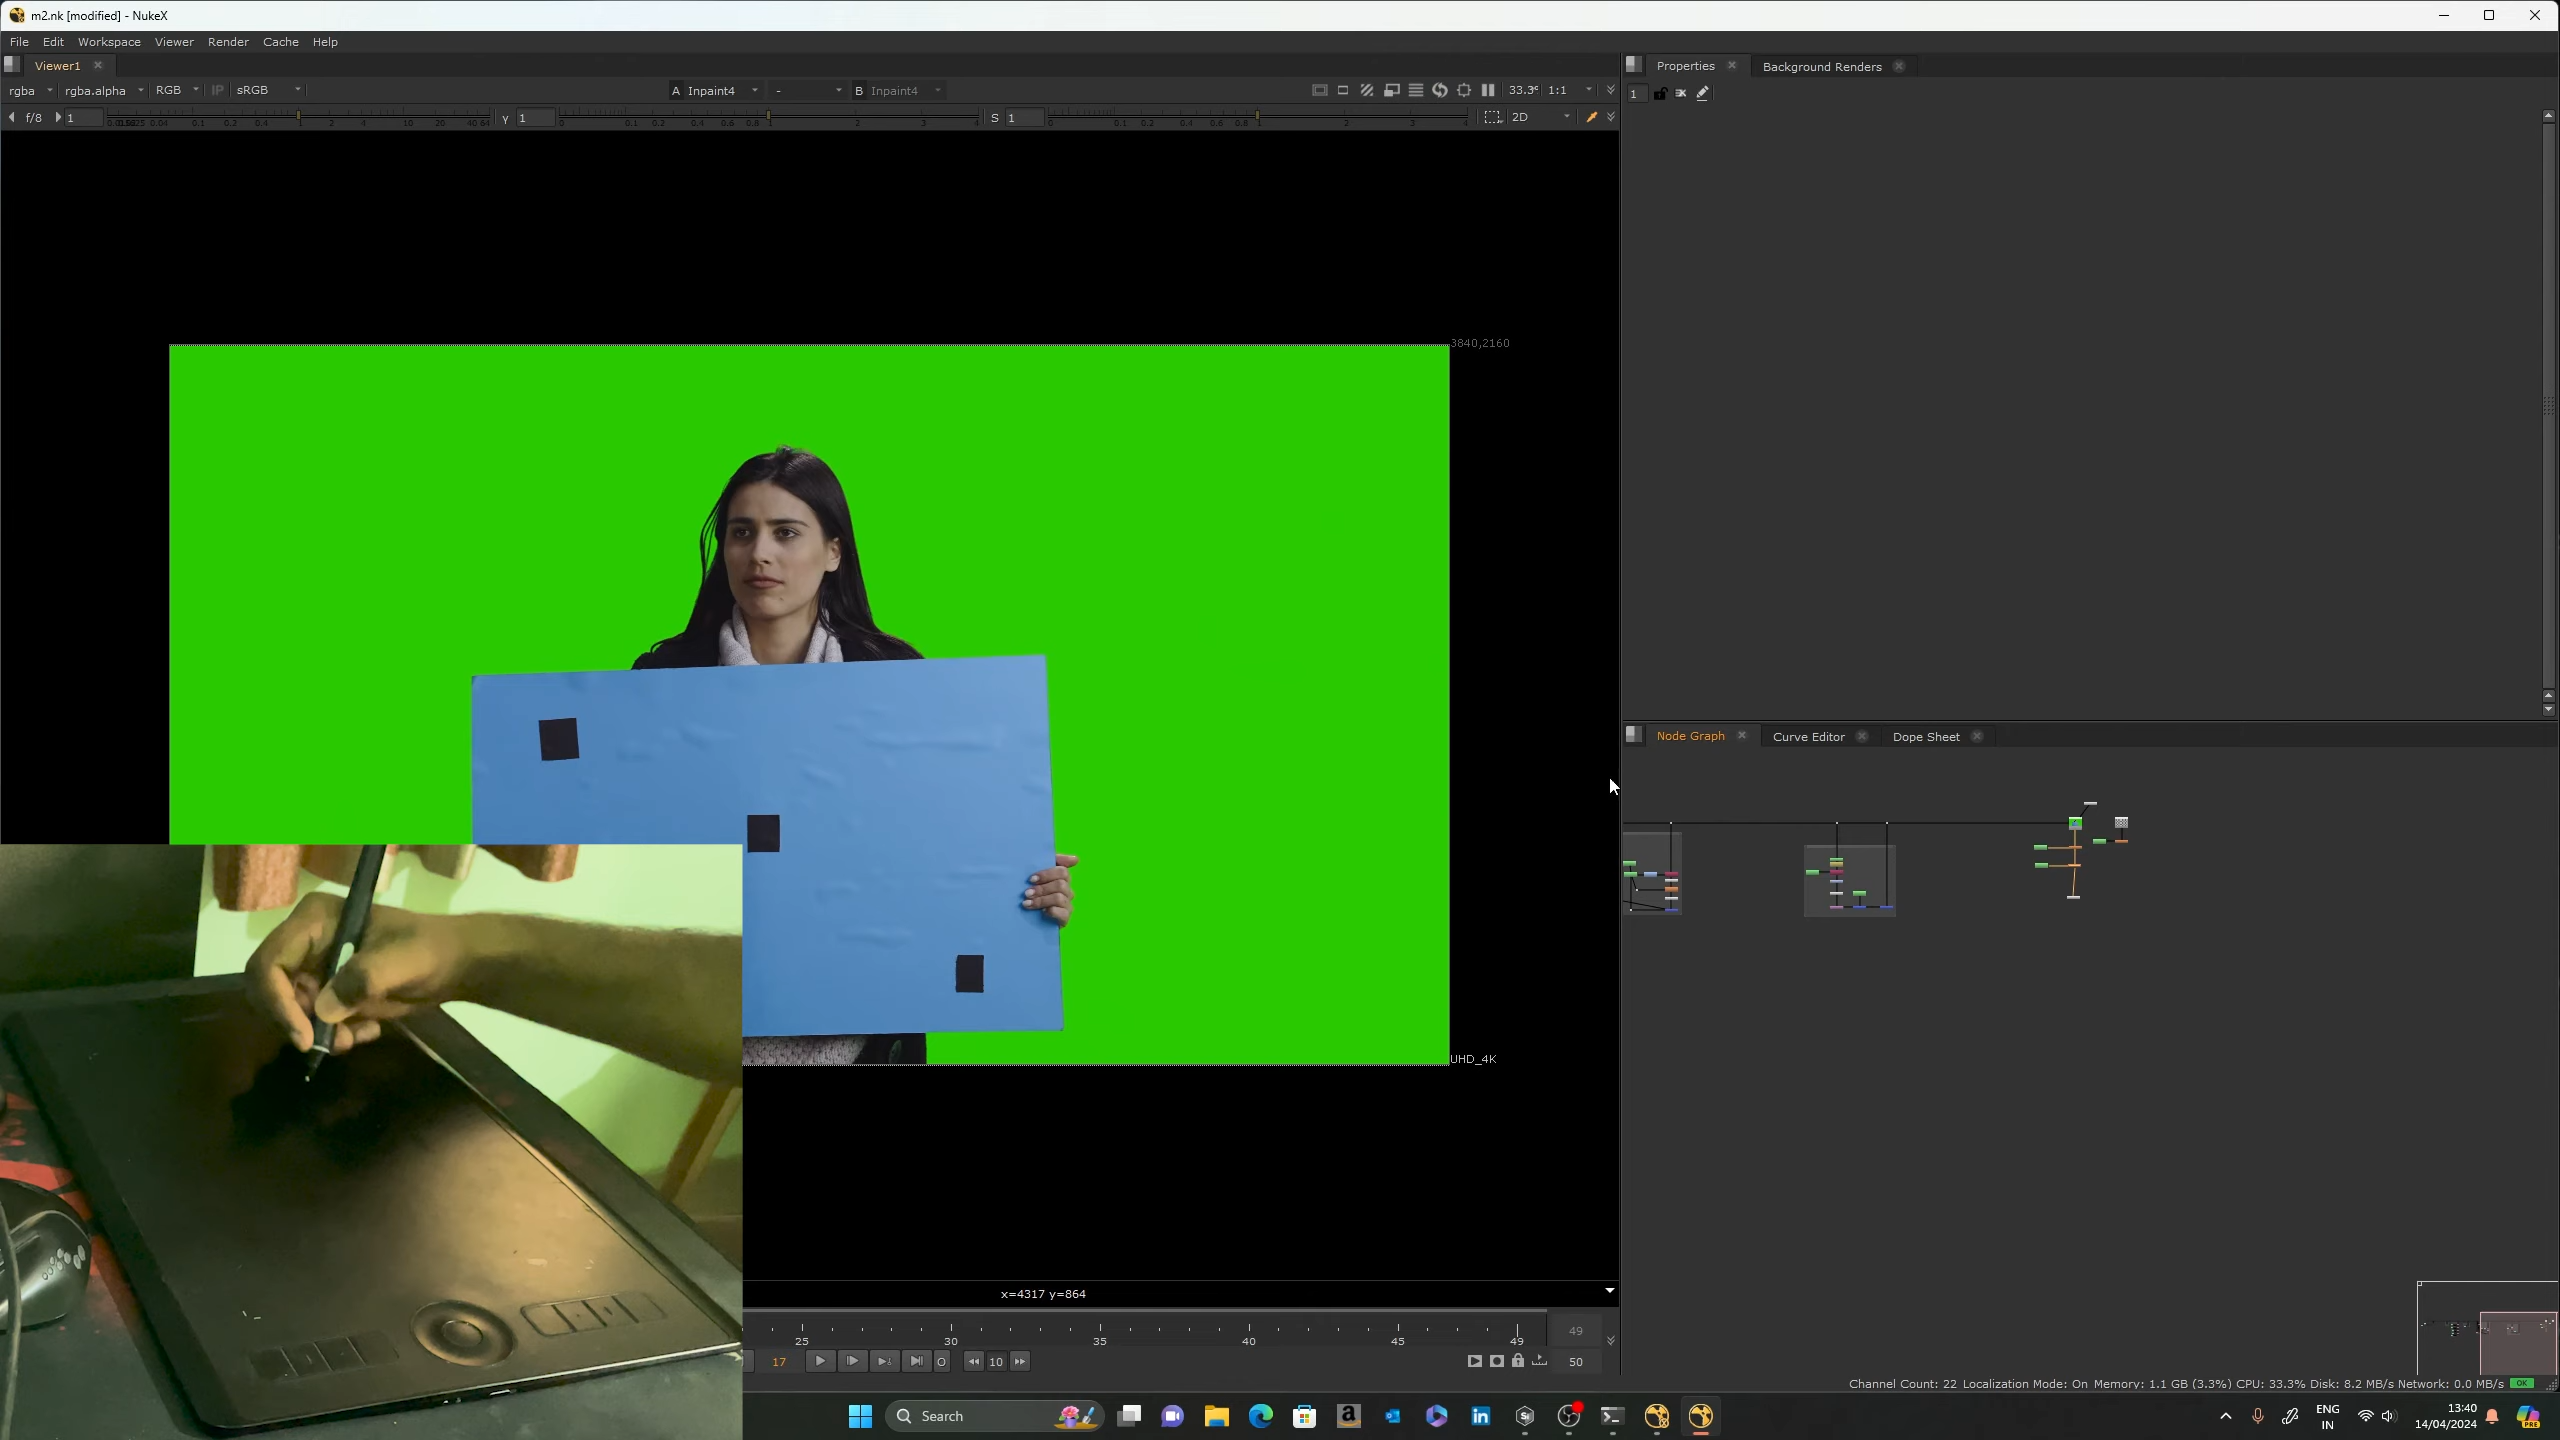 m2.nk [modified] - NukeX
File Edit Workspace Viewer Render Cache Help
Viewer1
rgba rgba.alpha RGB IP sRGB A Inpaint4 - B Inpaint4 1:1
f/8 1 γ 1 S 1 2D
3840,2160
UHD_4K
x=4317 y=864
25 30 35 40 45 49 49
17 10 50
Properties Background Renders
1
Node Graph Curve Editor Dope Sheet
Channel Count: 22 Localization Mode: On Memory: 1.1 GB (3.3%) CPU: 33.3% Disk: 8.2 MB/s Network: 0.0 MB/s OK
Search
ENG
IN
13:40
14/04/2024